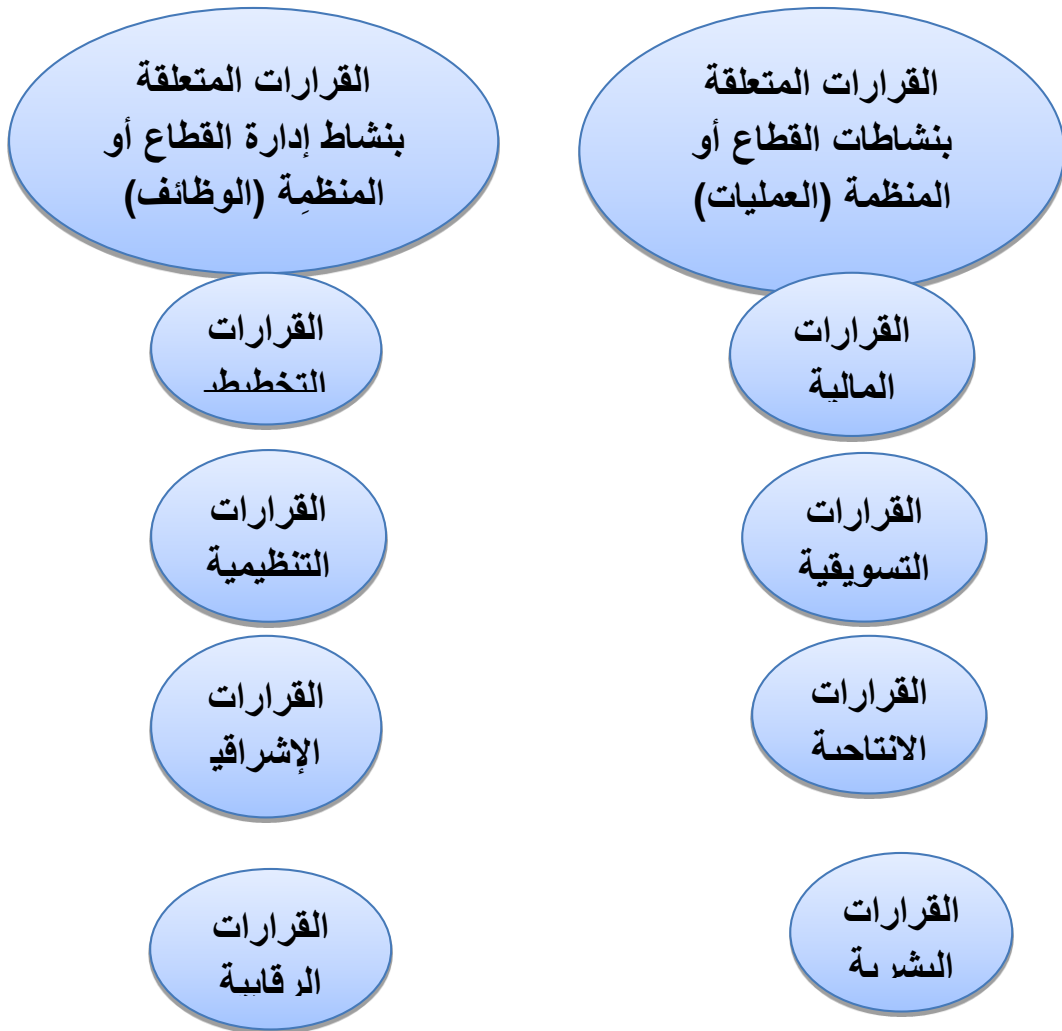 القرارات المتعلقة
بنشاطات القطاع أو
المنظمة (العمليات)
القرارات
المالية
القرارات
التسويقية
القرارات
الانتاجية
القرارات
البشرية
القرارات المتعلقة
بنشاط إدارة القطاع أو
المنظمِة (الوظائف)
القرارات
القرارات
التنظيمية
القرارات
القرارات
الرقابية